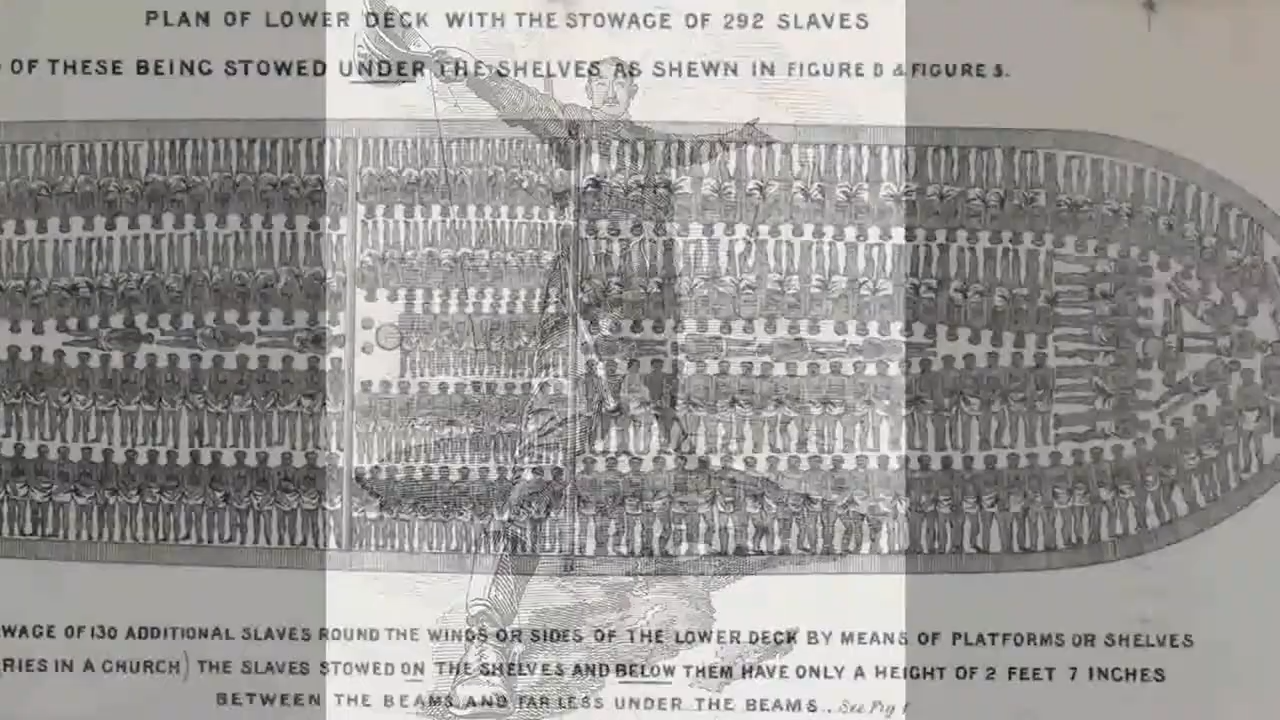 PLAN OF LOWER DECK WITH THE STOWAGE OF 292 SLAVES
OF THESE BEING STOWED UNDER THE SHELVES AS SHEWN IN FIGURE D & FIGURE 5.
WAGE OF 130 ADDITIONAL SLAVES ROUND THE WINGS OR SIDES OF THE LOWER DECK BY MEANS OF PLATFORMS OR SHELVES
RIES IN A CHURCH) THE SLAVES STOWED ON THE SHELVES AND BELOW THEM HAVE ONLY A HEIGHT OF 2 FEET 7 INCHES
BETWEEN THE BEAMS AND FAR LESS UNDER THE BEAMS.. See Fig